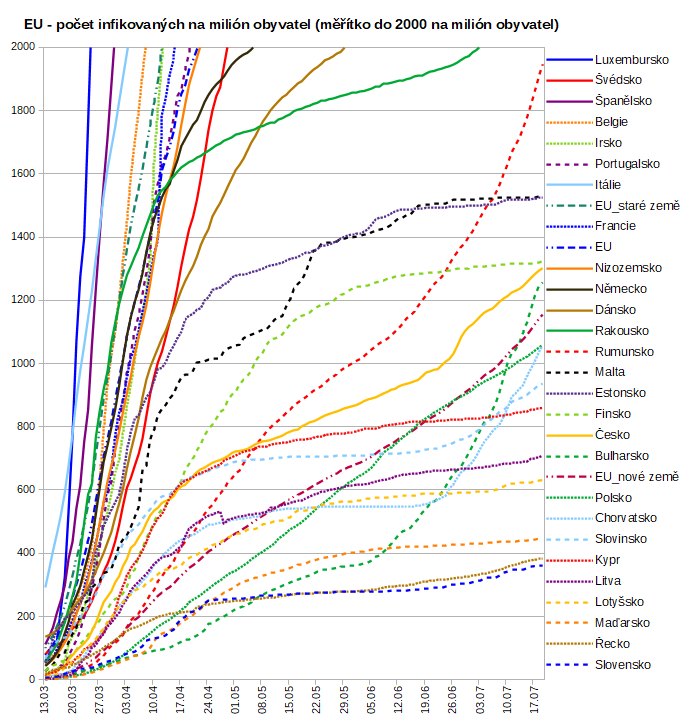 EU - počet infikovaných na milión obyvatel (měřítko do 2000 na milión obyvatel)
2000
1800
1600
1400
1200
1000
800
600
400
200
0
13.03
20.03
27.03
03.04
10.04
17.04
24.04
01.05
08.05
15.05
22.05
29.05
05.06
12.06
19.06
26.06
03.07
10.07
17.07
Luxembursko
Švédsko
Španělsko
Belgie
Irsko
Portugalsko
Itálie
EU_staré země
Francie
EU
Nizozemsko
Německo
Dánsko
Rakousko
Rumunsko
Malta
Estonsko
Finsko
Česko
Bulharsko
EU_nové země
Polsko
Chorvatsko
Slovinsko
Kypr
Litva
Lotyšsko
Maďarsko
Řecko
Slovensko